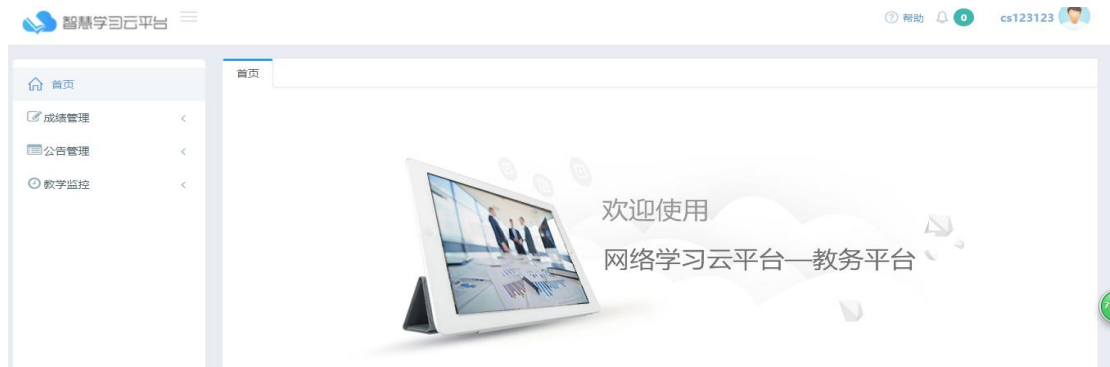 智慧学习云平台
帮助 0 cs123123
首页
成绩管理
公告管理
教学监控
首页
欢迎使用
网络学习云平台—教务平台